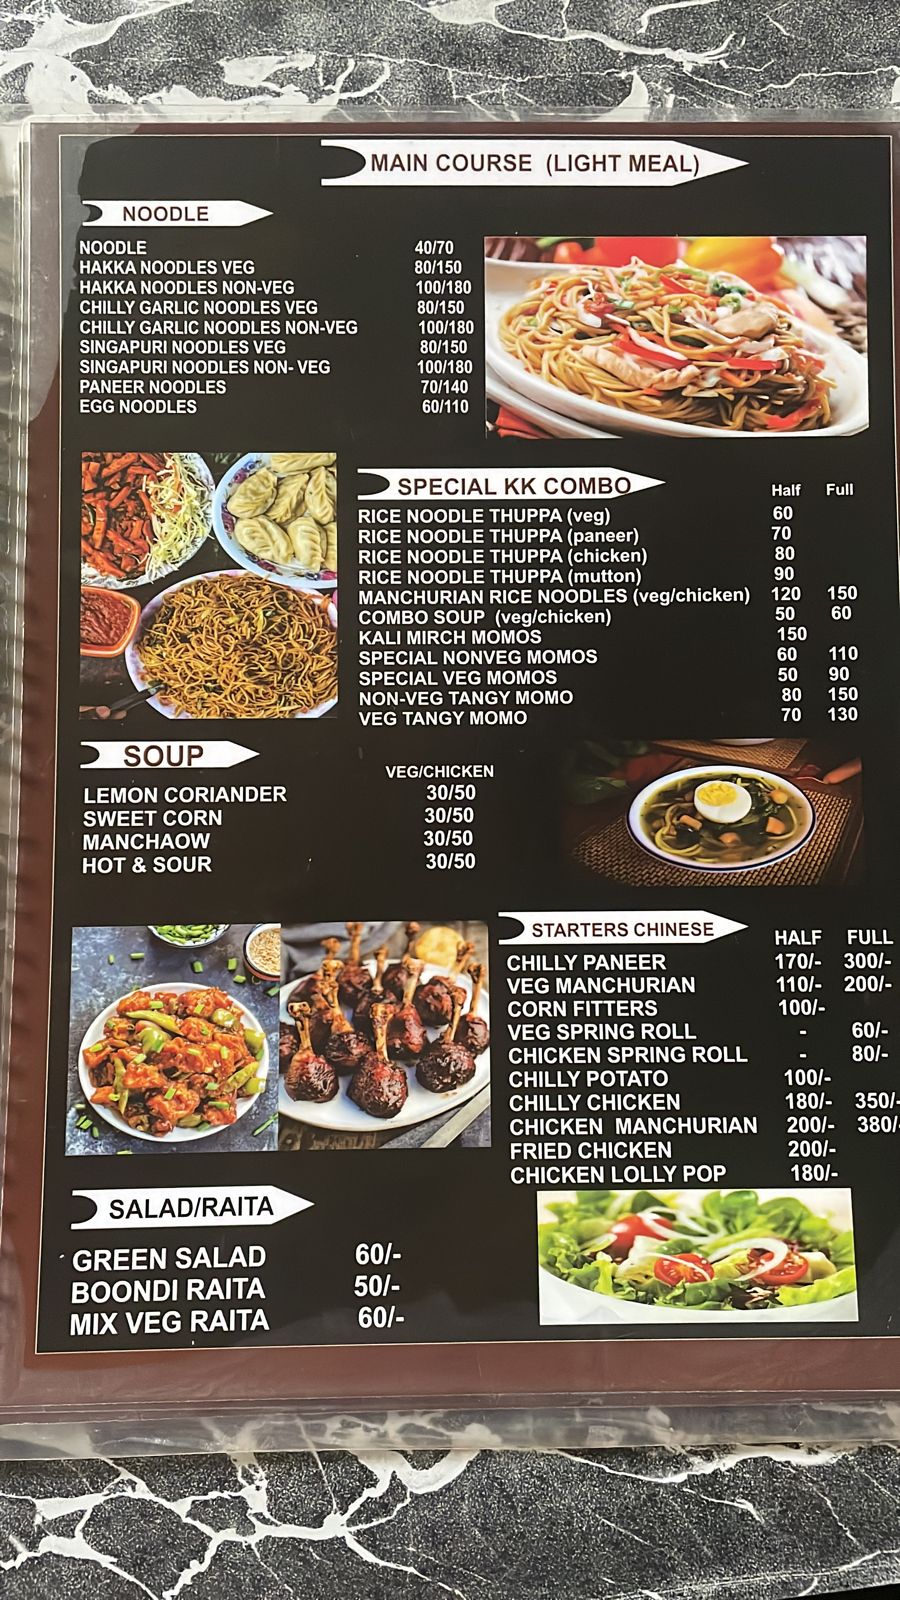 MAIN COURSE (LIGHT MEAL)
NOODLE
NOODLE 40/70
HAKKA NOODLES VEG 80/150
HAKKA NOODLES NON-VEG 100/180
CHILLY GARLIC NOODLES VEG 80/150
CHILLY GARLIC NOODLES NON-VEG 100/180
SINGAPURI NOODLES VEG 80/150
SINGAPURI NOODLES NON- VEG 100/180
PANEER NOODLES 70/140
EGG NOODLES 60/110
SPECIAL KK COMBO Half Full
RICE NOODLE THUPPA (veg) 60
RICE NOODLE THUPPA (paneer) 70
RICE NOODLE THUPPA (chicken) 80
RICE NOODLE THUPPA (mutton) 90
MANCHURIAN RICE NOODLES (veg/chicken) 120 150
COMBO SOUP (veg/chicken) 50 60
KALI MIRCH MOMOS 150
SPECIAL NONVEG MOMOS 60 110
SPECIAL VEG MOMOS 50 90
NON-VEG TANGY MOMO 80 150
VEG TANGY MOMO 70 130
SOUP
VEG/CHICKEN
LEMON CORIANDER 30/50
SWEET CORN 30/50
MANCHAOW 30/50
HOT & SOUR 30/50
STARTERS CHINESE HALF FULL
CHILLY PANEER 170/- 300/-
VEG MANCHURIAN 110/- 200/-
CORN FITTERS 100/-
VEG SPRING ROLL - 60/-
CHICKEN SPRING ROLL - 80/-
CHILLY POTATO 100/-
CHILLY CHICKEN 180/- 350/-
CHICKEN MANCHURIAN 200/- 380/-
FRIED CHICKEN 200/-
CHICKEN LOLLY POP 180/-
SALAD/RAITA
GREEN SALAD 60/-
BOONDI RAITA 50/-
MIX VEG RAITA 60/-